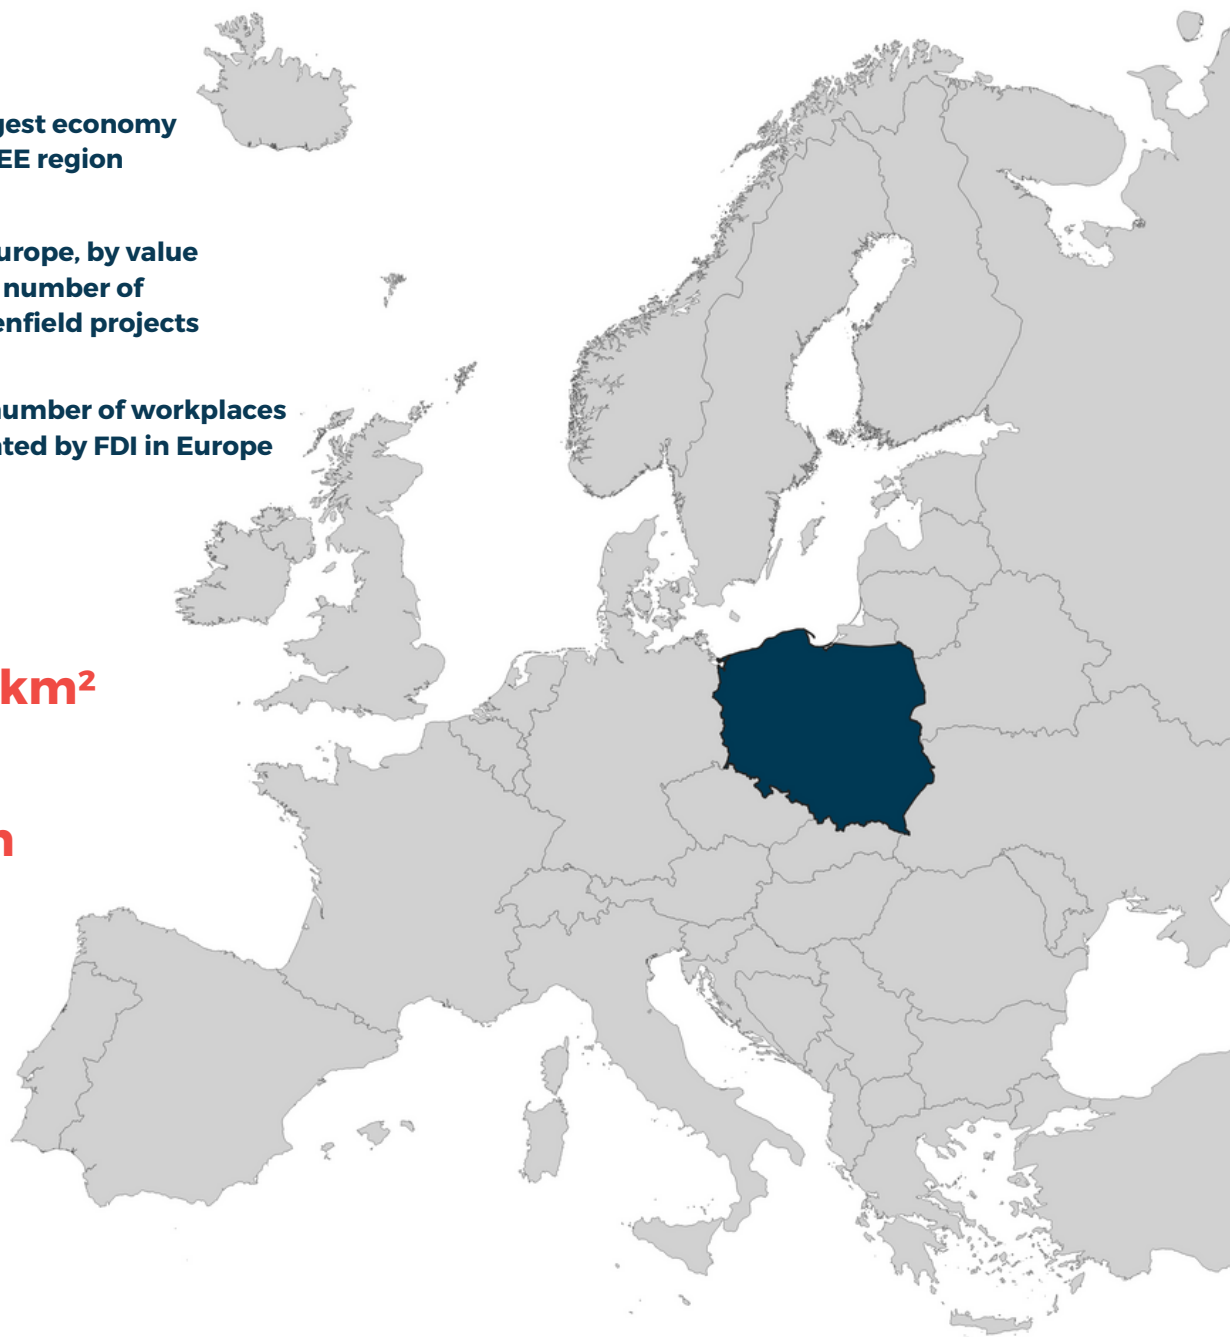 gest economy
EE region
urope, by value
number of
enfield projects
number of workplaces
ted by FDI in Europe
km²